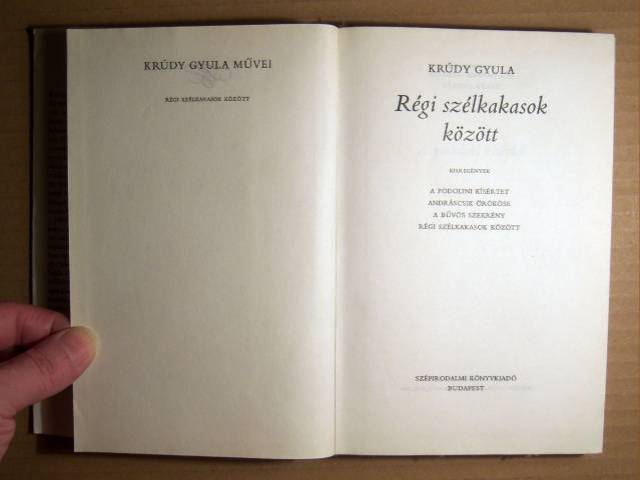 KRÚDY GYULA MŰVEI
RÉGI SZÉLKAKASOK KÖZÖTT
KRÚDY GYULA
Régi szélkakasok
között
KISREGÉNYEK
A PODOLINI KÍSÉRTET
ANDRÁSCSIK ÖRÖKÖSE
A BŰVÖS SZEKRÉNY
RÉGI SZÉLKAKASOK KÖZÖTT
SZÉPIRODALMI KÖNYVKIADÓ
BUDAPEST